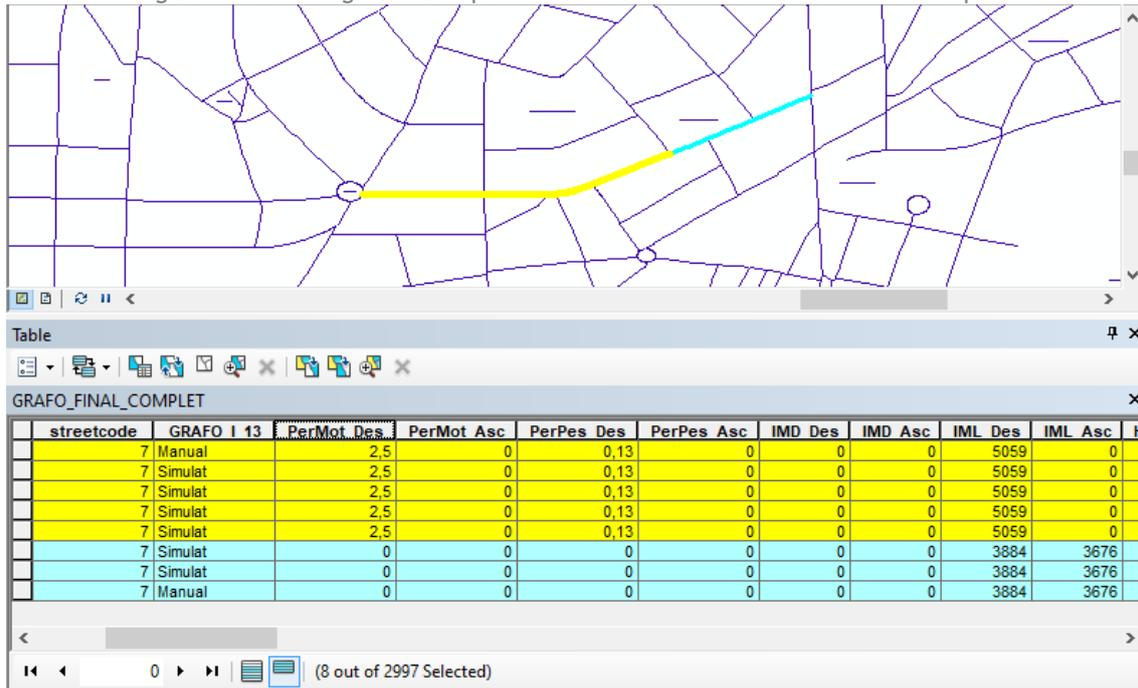 Table
GRAFO_FINAL_COMPLET
streetcode GRAFO_I_13 PerMot_Des PerMot_Asc PerPes_Des PerPes_Asc IMD_Des IMD_Asc IML_Des IML_Asc
7 Manual 2,5 0 0,13 0 0 0 5059 0
7 Simulat 2,5 0 0,13 0 0 0 5059 0
7 Simulat 2,5 0 0,13 0 0 0 5059 0
7 Simulat 2,5 0 0,13 0 0 0 5059 0
7 Simulat 2,5 0 0,13 0 0 0 5059 0
7 Simulat 0 0 0 0 0 0 3884 3676
7 Simulat 0 0 0 0 0 0 3884 3676
7 Manual 0 0 0 0 0 0 3884 3676
0 (8 out of 2997 Selected)